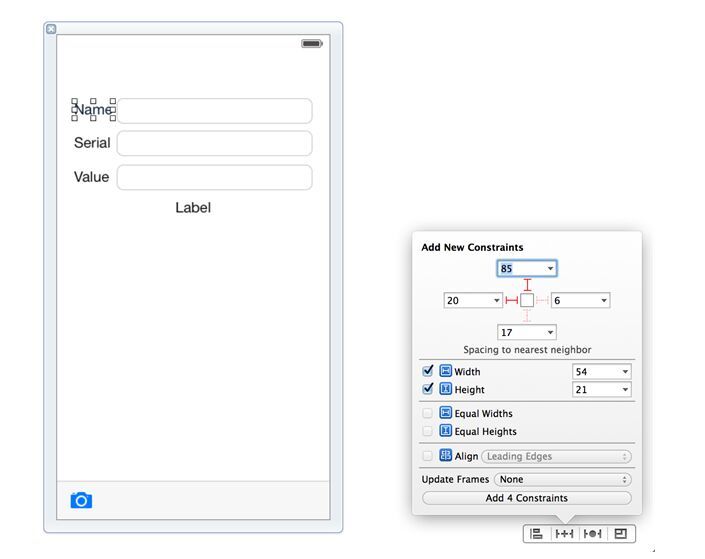 Name
Serial
Value
Label
Add New Constraints
85
20
6
17
Spacing to nearest neighbor
Width 54
Height 21
Equal Widths
Equal Heights
Align Leading Edges
Update Frames None
Add 4 Constraints